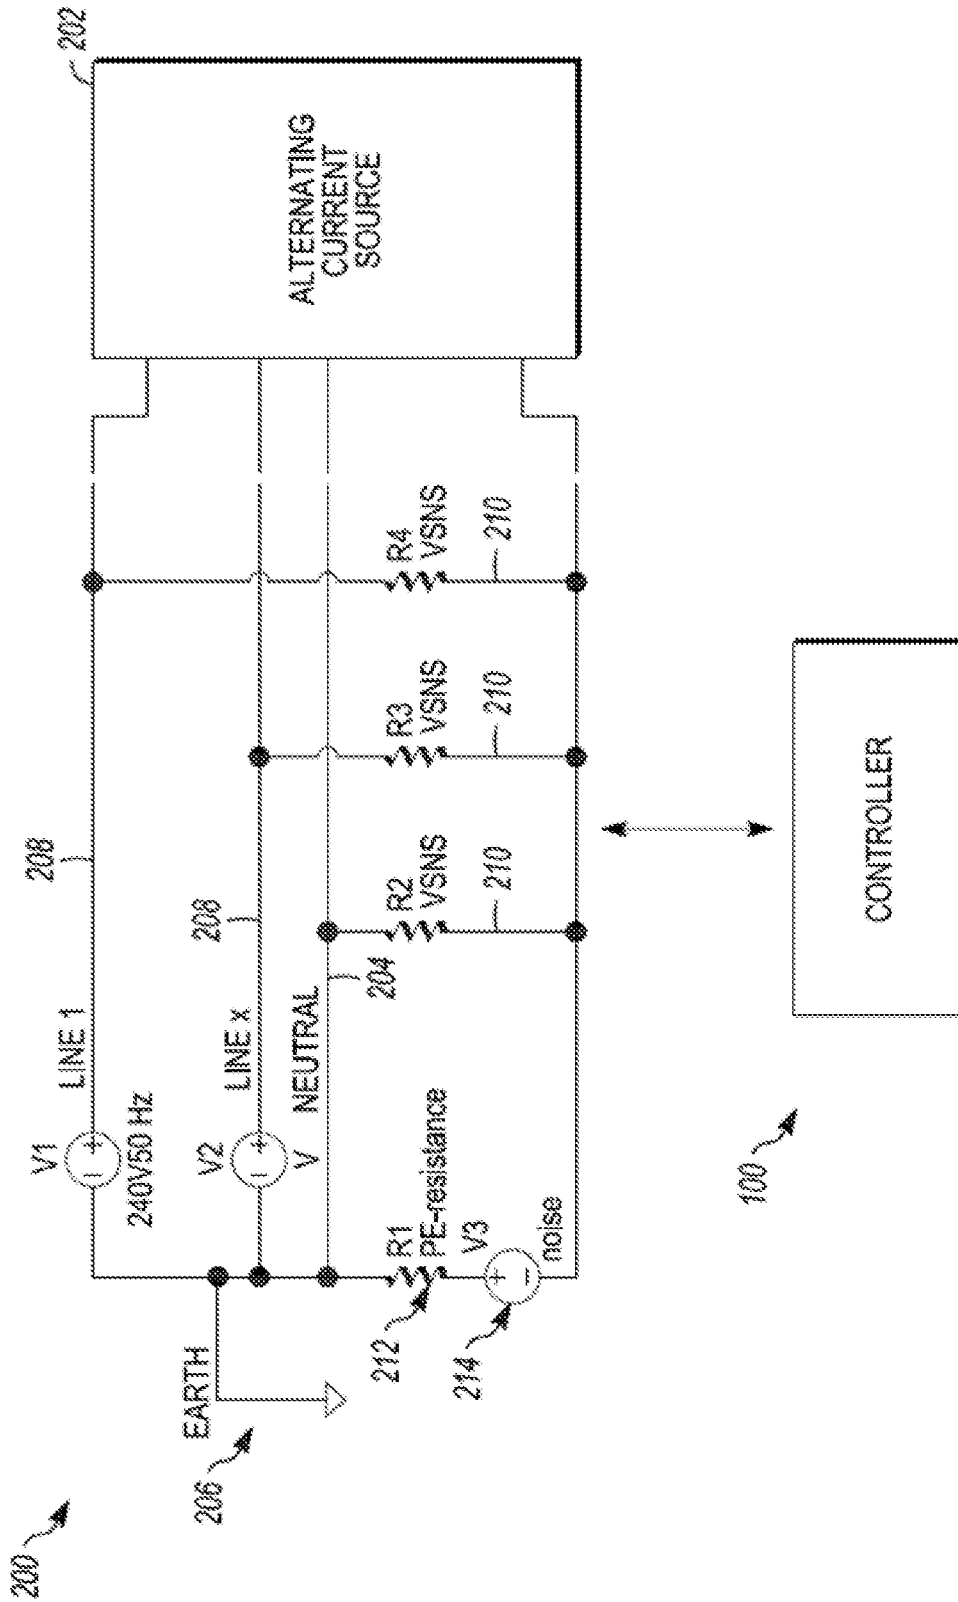 200
206
EARTH
V1
240V50 Hz
LINE 1
208
V2
V
LINE x
208
NEUTRAL
204
212
R1
PE-resistance
214
V3
noise
R2
VSNS
210
R3
VSNS
210
R4
VSNS
210
202
ALTERNATING
CURRENT
SOURCE
100
CONTROLLER